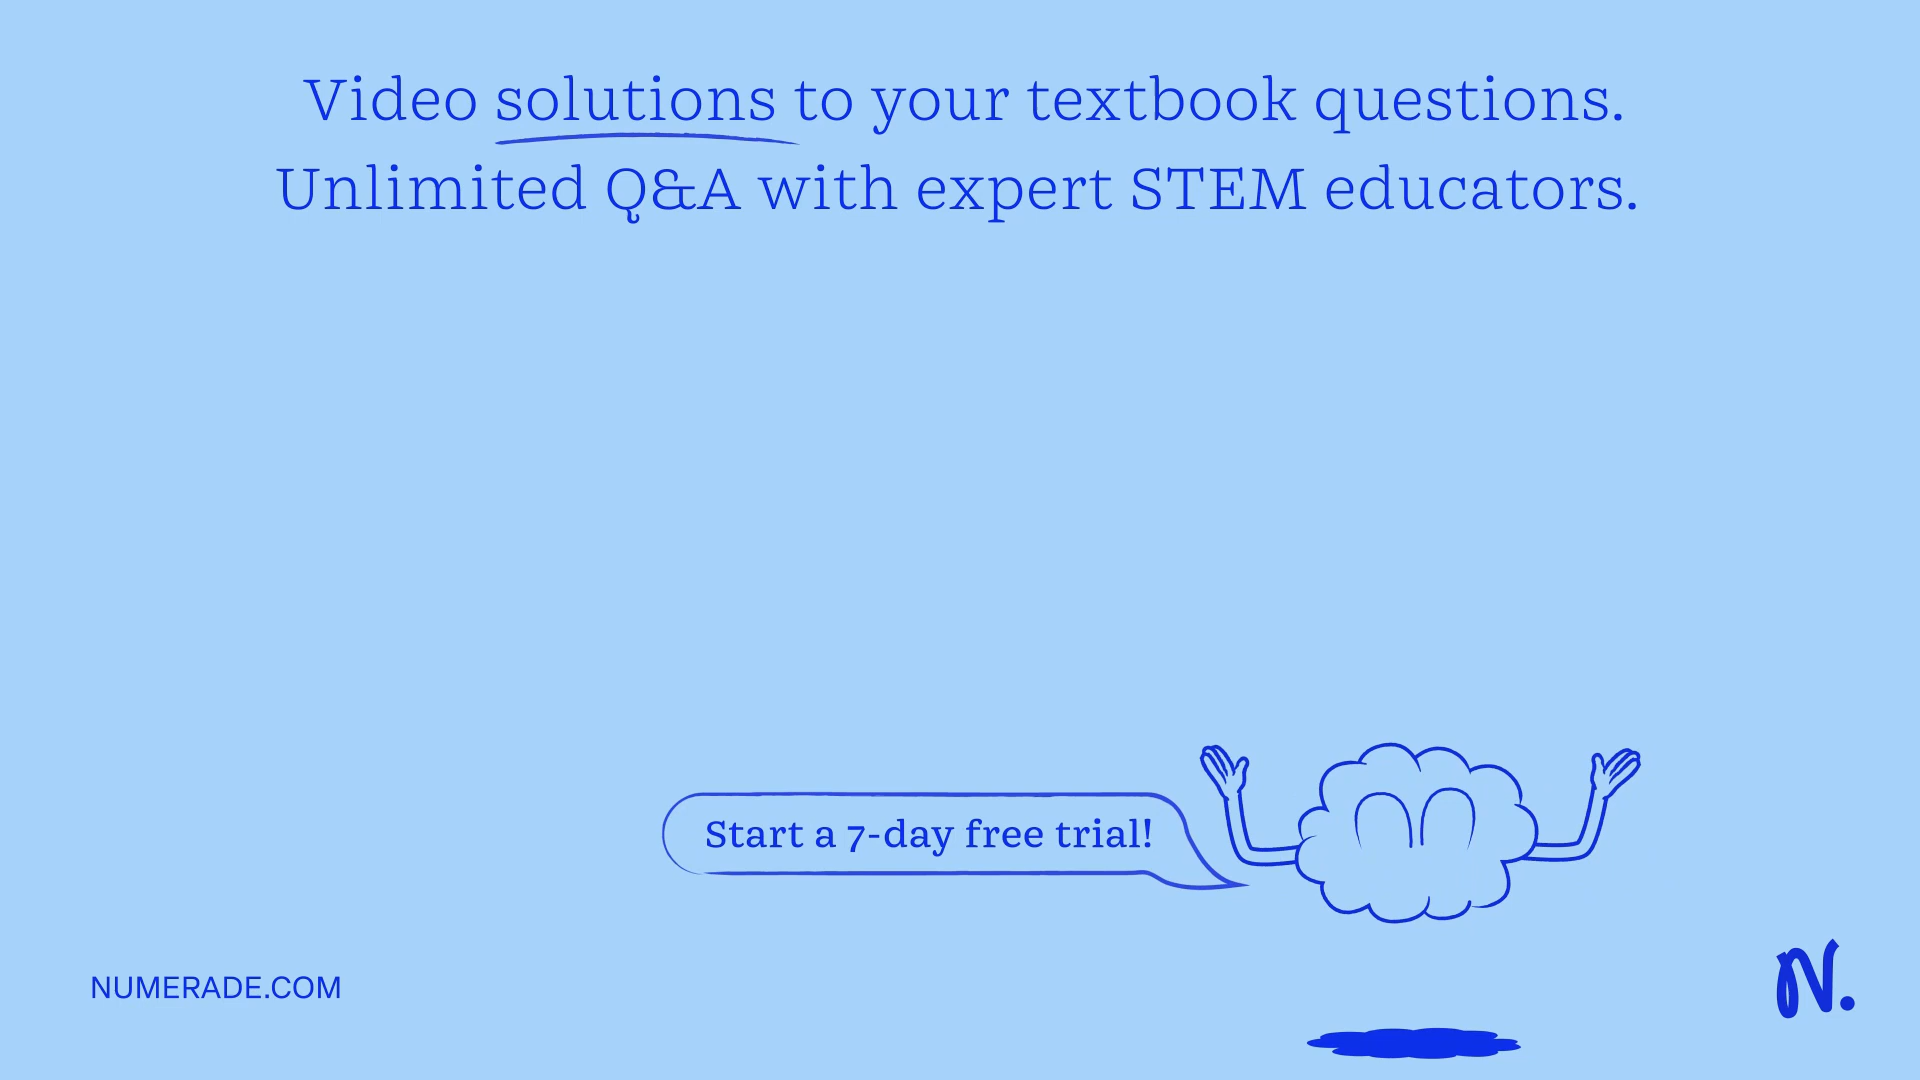 Video solutions to your textbook questions.
Unlimited Q&A with expert STEM educators.
Start a 7-day free trial!
NUMERADE.COM
N.